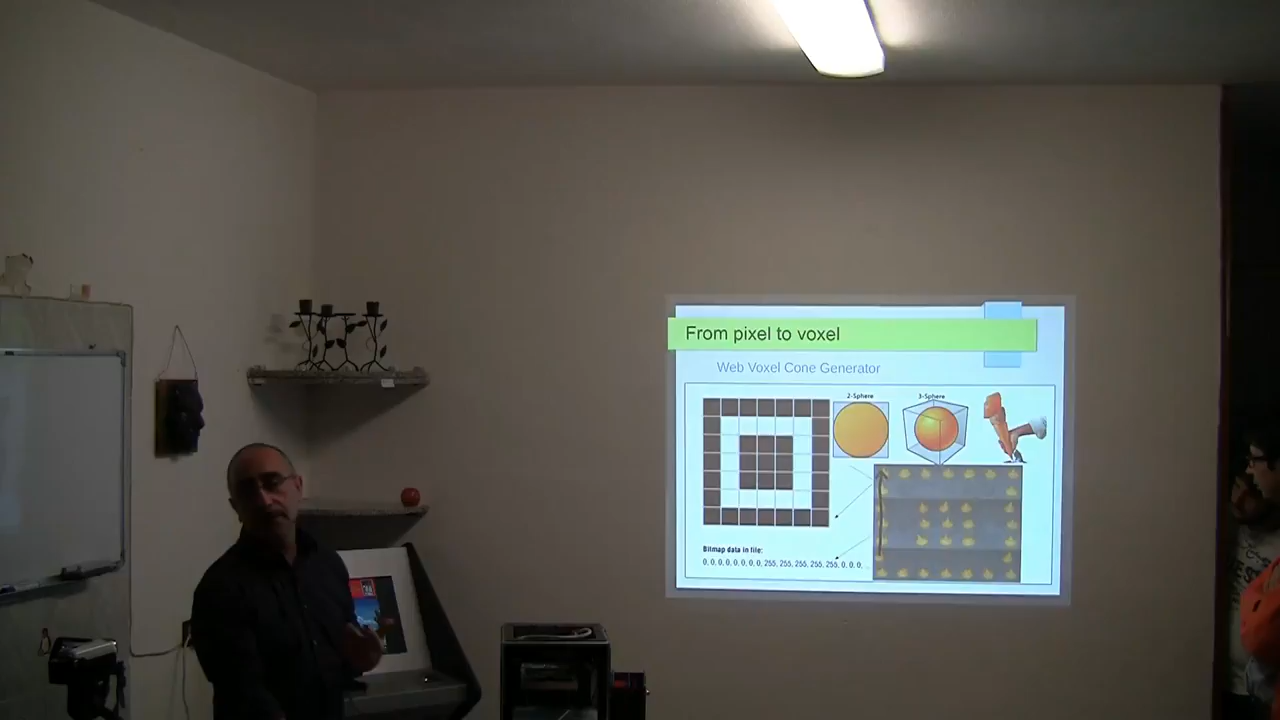 From pixel to voxel
Web Voxel Cone Generator
2-Sphere
3-Sphere
Bitmap data in file:
0, 0, 0, 0, 0, 0, 0, 0, 255, 255, 255, 255, 255, 0, 0, 0,